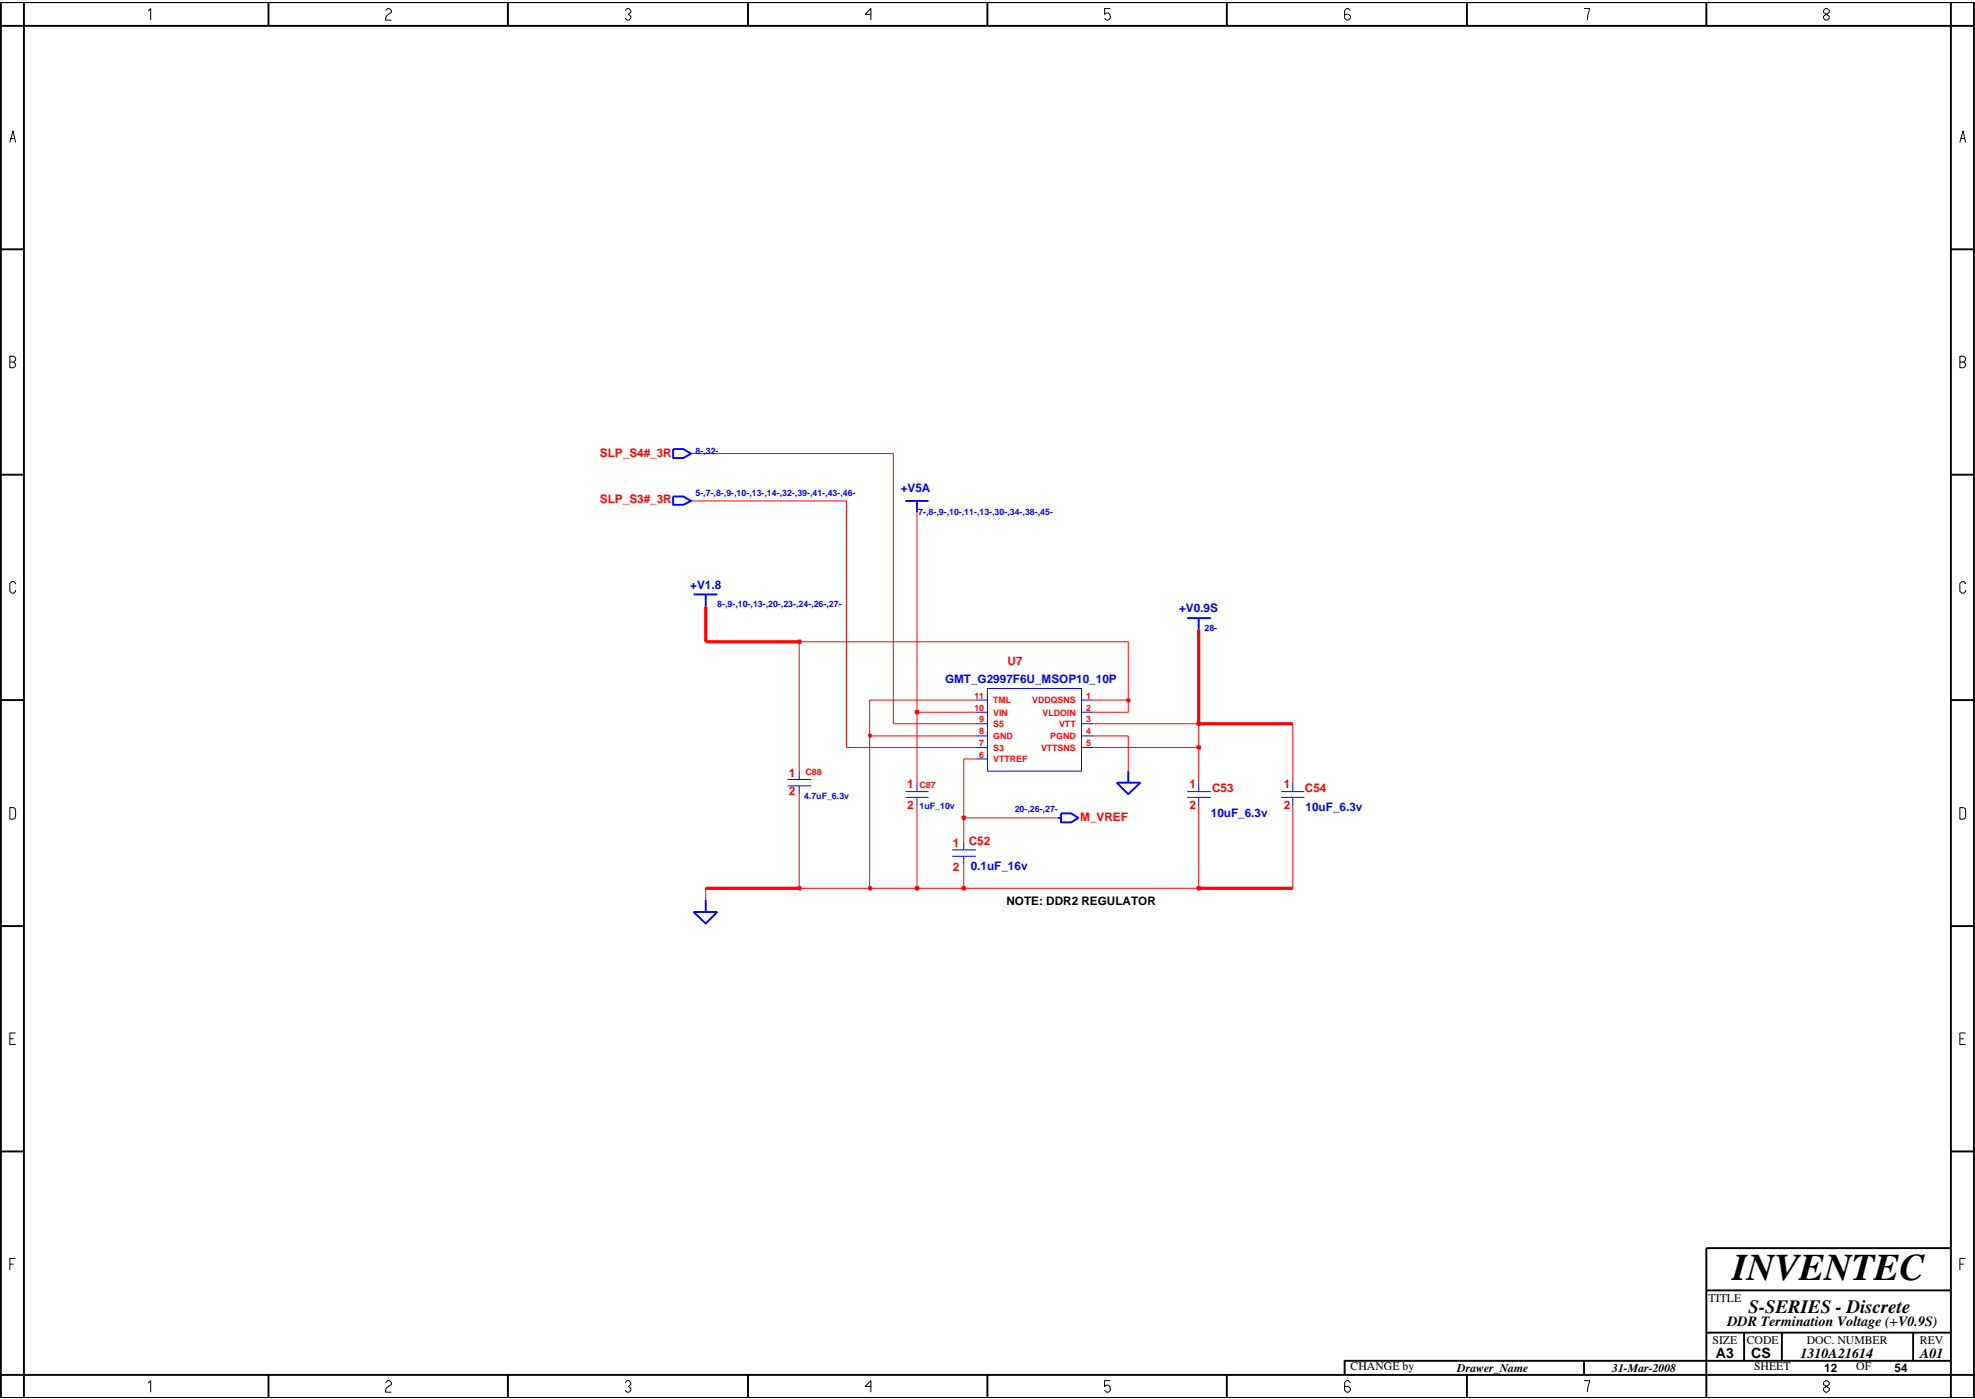 1 2 3 4 5 6 7 8
A A
B B
SLP_S4#_3R 8-,32-
SLP_S3#_3R 5-,7-,8-,9-,10-,13-,14-,32-,39-,41-,43-,46-
+V5A
7-,8-,9-,10-,11-,13-,30-,34-,38-,45-
C C
+V1.8
8-,9-,10-,13-,20-,23-,24-,26-,27-
+V0.9S
28-
U7
GMT_G2997F6U_MSOP10_10P
11 TML VDDQSNS 1
10 VIN VLDOIN 2
9 S5 VTT 3
8 GND PGND 4
7 S3 VTTSNS 5
6 VTTREF
1 C88
2 4.7uF_6.3v
1 C87
2 1uF_10v
1 C53
2 10uF_6.3v
1 C54
2 10uF_6.3v
D D
20-,26-,27- M_VREF
1 C52
2 0.1uF_16v
NOTE: DDR2 REGULATOR
E E
F F
INVENTEC
TITLE
S-SERIES - Discrete
DDR Termination Voltage (+V0.9S)
SIZE CODE DOC. NUMBER REV
A3 CS 1310A21614 A01
CHANGE by Drawer_Name 31-Mar-2008 SHEET 12 OF 54
1 2 3 4 5 6 7 8